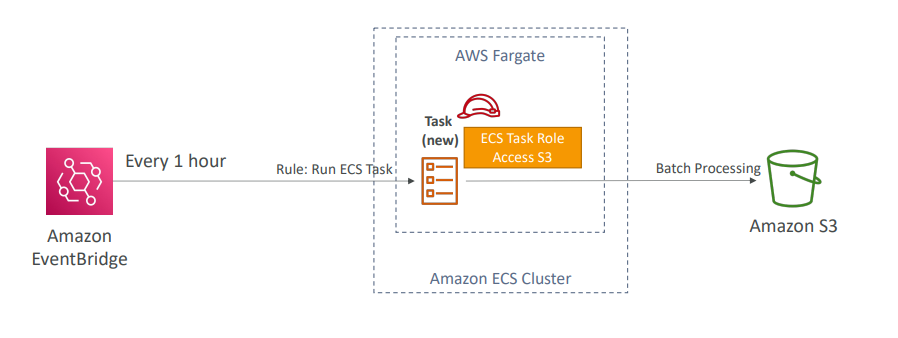 AWS Fargate
Task
(new)
ECS Task Role
Access S3
Every 1 hour
Rule: Run ECS Task
Batch Processing
Amazon
EventBridge
Amazon S3
Amazon ECS Cluster